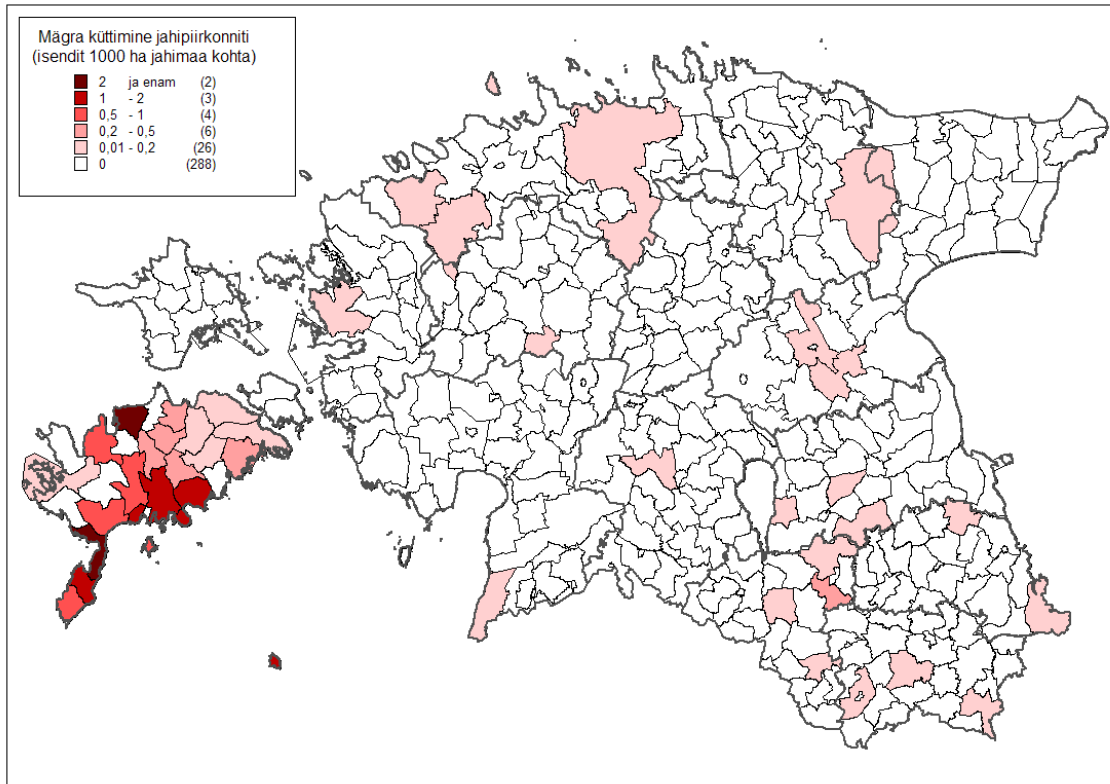 Mägra küttimine jahipiirkonniti
(isendit 1000 ha jahimaa kohta)
2 ja enam (2)
1 - 2 (3)
0,5 - 1 (4)
0,2 - 0,5 (6)
0,01 - 0,2 (26)
0 (288)